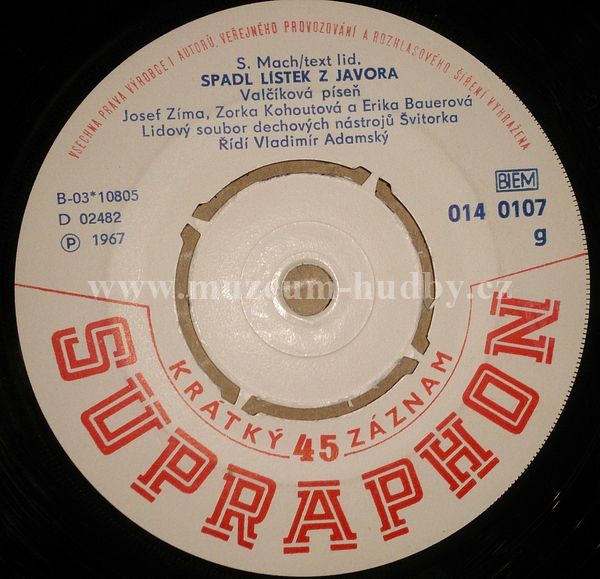 VŠECHNA PRÁVA VÝROBCE I AUTORŮ, VEŘEJNÉHO PROVOZOVÁNÍ A ROZHLASOVÉHO ŠÍŘENÍ VYHRAŽENA
S. Mach/text lid.
SPADL LÍSTEK Z JAVORA
Valčíková píseň
Josef Zíma, Zorka Kohoutová a Erika Bauerová
Lidový soubor dechových nástrojů Švitorka
Řídí Vladimír Adamský
B-03*10805
D 02482
Ⓟ 1967
BIEM
014 0107
g
www.muzeum-hudby.cz
KRÁTKÝ 45 ZÁZNAM
SUPRAPHON